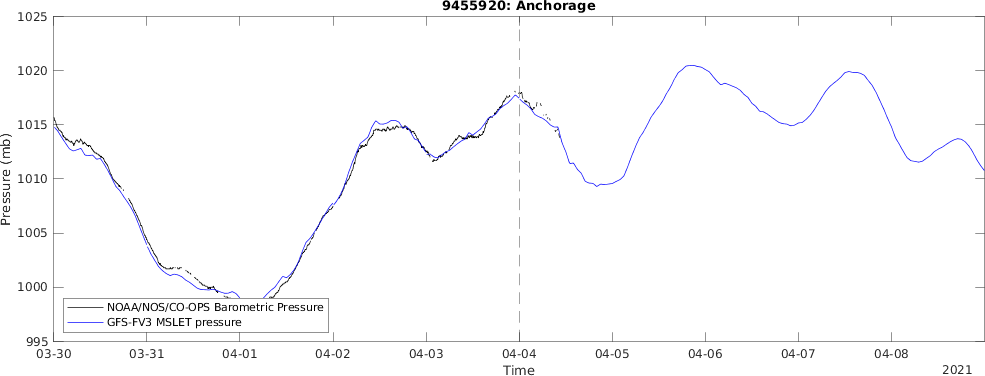 9455920: Anchorage
1025
1020
1015
1010
1005
1000
995
Pressure (mb)
NOAA/NOS/CO-OPS Barometric Pressure
GFS-FV3 MSLET pressure
03-30 03-31 04-01 04-02 04-03 04-04 04-05 04-06 04-07 04-08
Time
2021